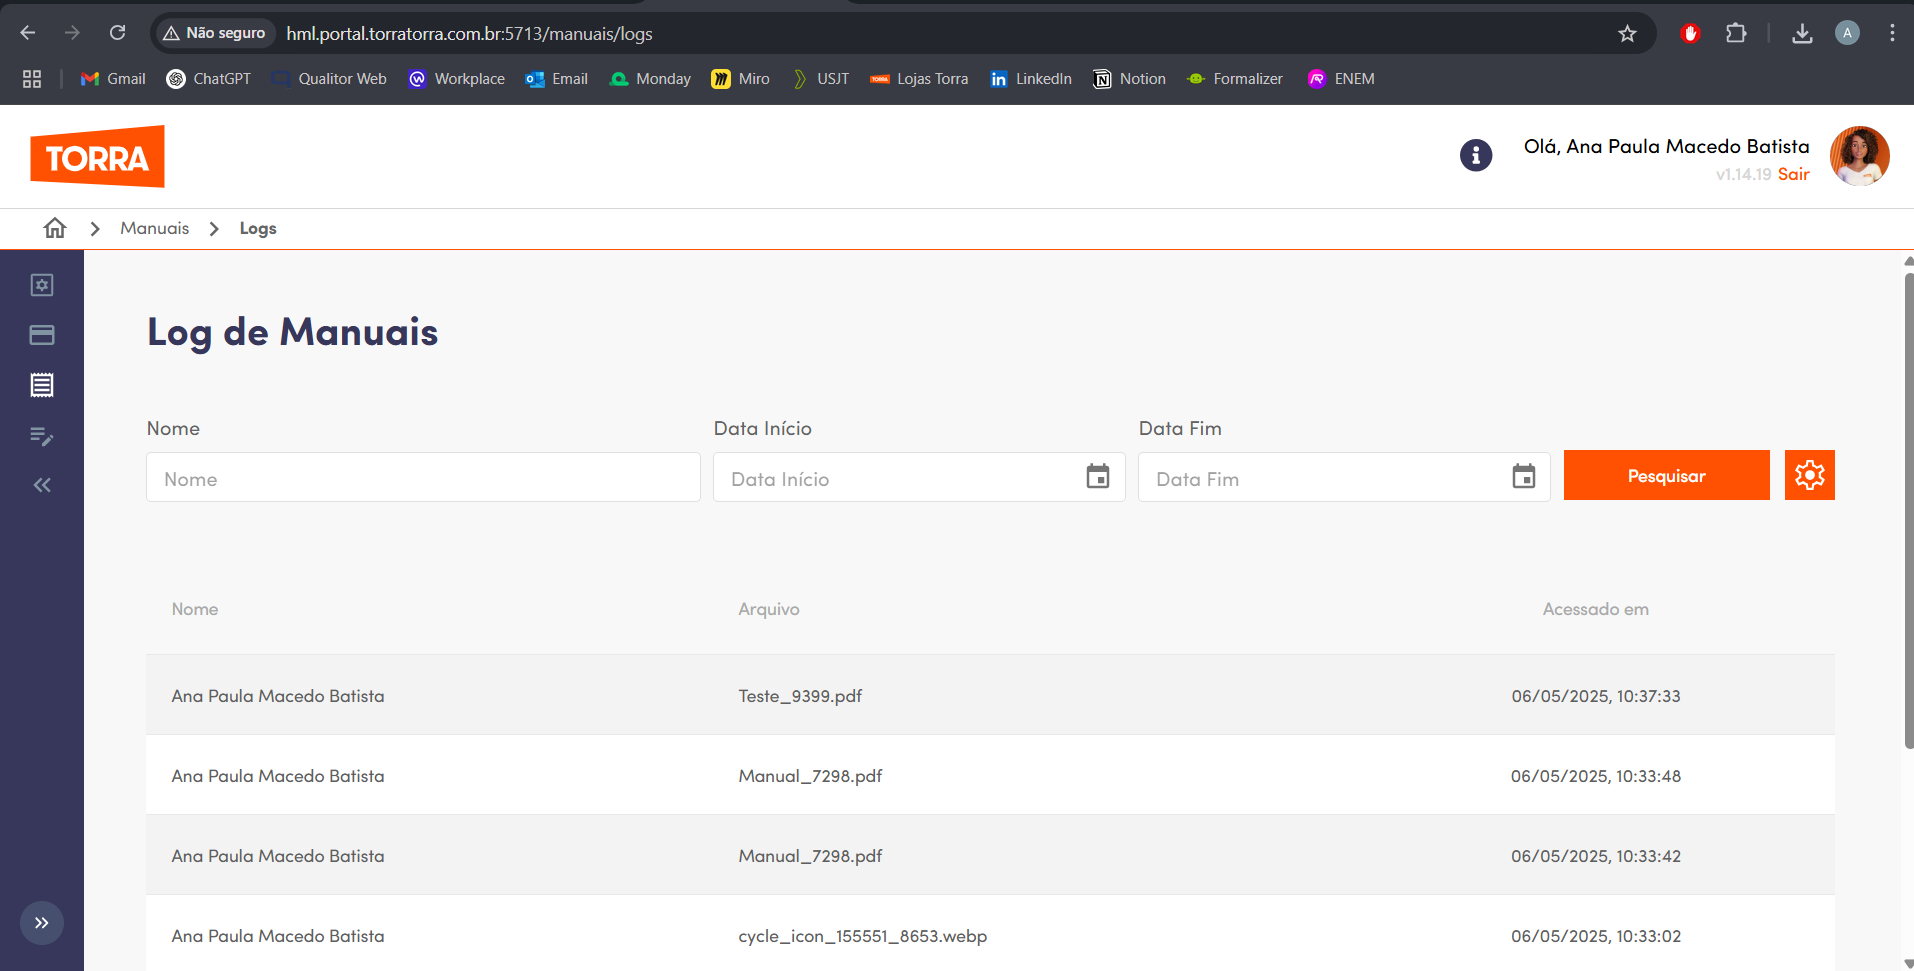 Não seguro hml.portal.torratorra.com.br:5713/manuais/logs A
Gmail ChatGPT Qualitor Web Workplace Email Monday Miro USJT Lojas Torra LinkedIn Notion Formalizer ENEM
TORRA
Olá, Ana Paula Macedo Batista
v1.14.19 Sair
Manuais Logs
Log de Manuais
Nome Data Início Data Fim
Nome Data Início Data Fim Pesquisar
Nome Arquivo Acessado em
Ana Paula Macedo Batista Teste_9399.pdf 06/05/2025, 10:37:33
Ana Paula Macedo Batista Manual_7298.pdf 06/05/2025, 10:33:48
Ana Paula Macedo Batista Manual_7298.pdf 06/05/2025, 10:33:42
Ana Paula Macedo Batista cycle_icon_155551_8653.webp 06/05/2025, 10:33:02